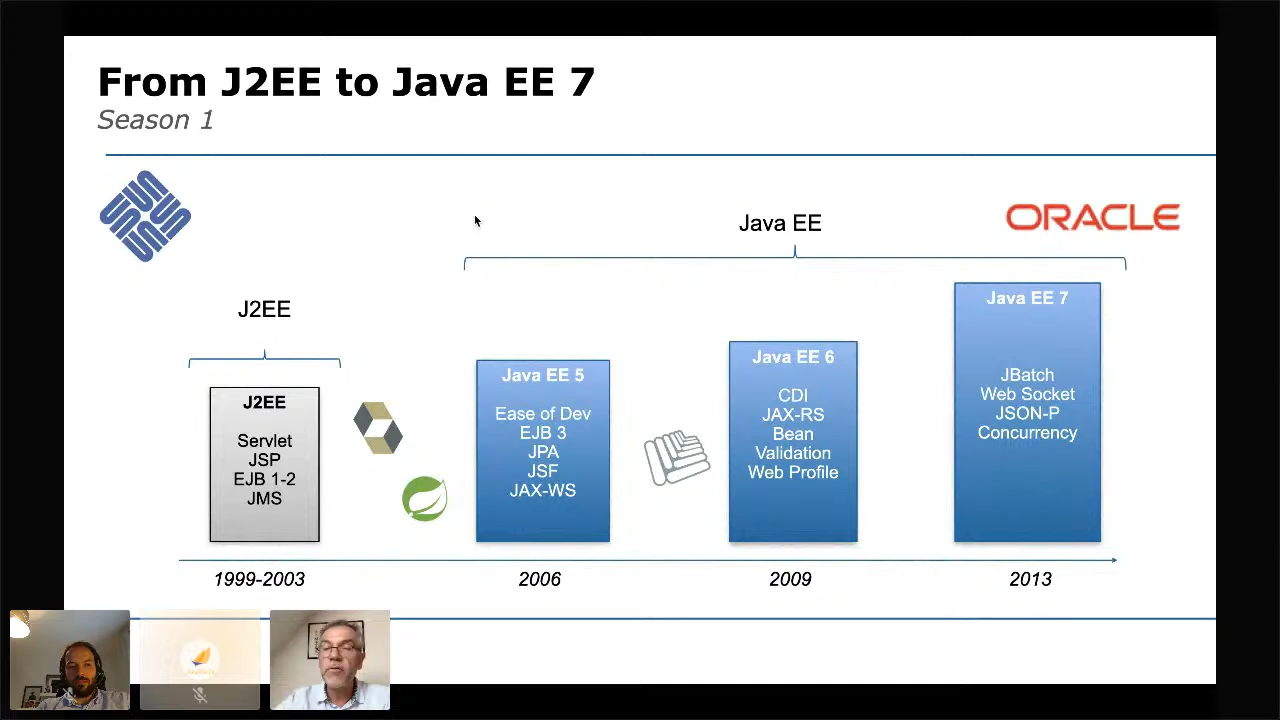 From J2EE to Java EE 7
Season 1
SUN
ORACLE
Java EE
J2EE
J2EE
Servlet
JSP
EJB 1-2
JMS
Java EE 5
Ease of Dev
EJB 3
JPA
JSF
JAX-WS
Java EE 6
CDI
JAX-RS
Bean
Validation
Web Profile
Java EE 7
JBatch
Web Socket
JSON-P
Concurrency
1999-2003
2006
2009
2013